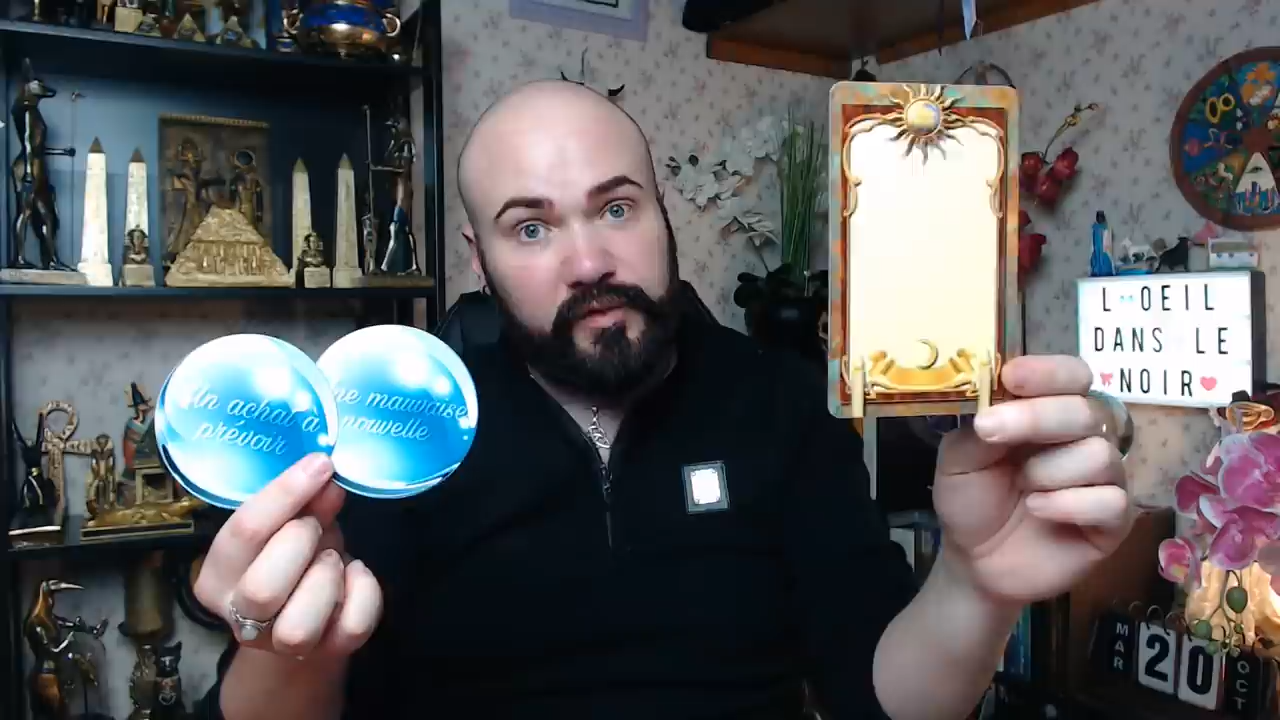 Un achat à
prévoir
ne mauvaise
nouvelle
L OEIL
DANS LE
NOIR
MAR
20
OCT